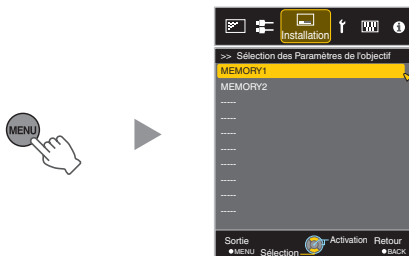 Installation
>> Sélection des Paramètres de l'objectif
MEMORY1
MEMORY2
-----
-----
-----
-----
-----
-----
-----
-----
MENU
Sortie
Activation
Retour
●MENU
Sélection
●BACK